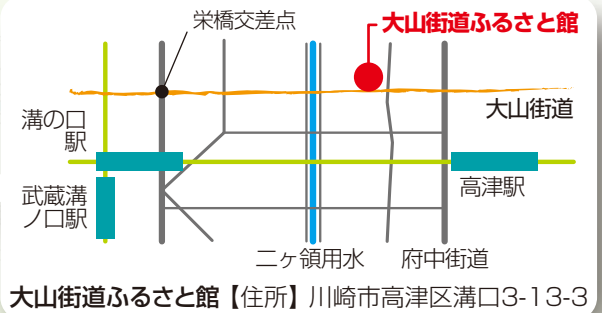 栄橋交差点
大山街道ふるさと館
大山街道
溝の口
駅
武蔵溝
ノ口駅
高津駅
二ヶ領用水
府中街道
大山街道ふるさと館【住所】川崎市高津区溝口3-13-3